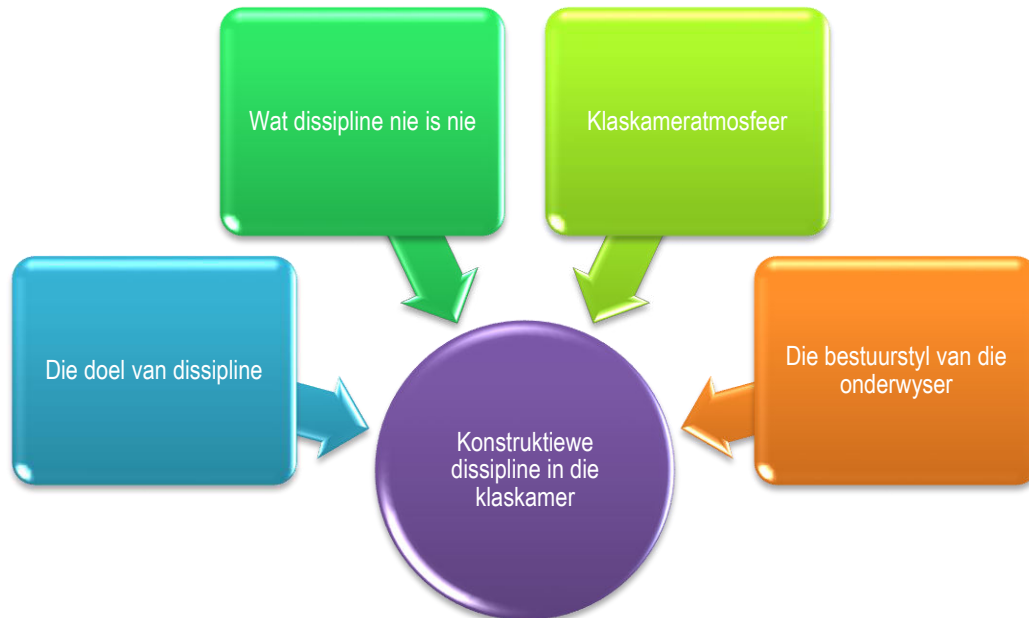 Wat dissipline nie is nie
Klaskameratmosfeer
Die doel van dissipline
Die bestuurstyl van die
onderwyser
Konstruktiewe
dissipline in die
klaskamer